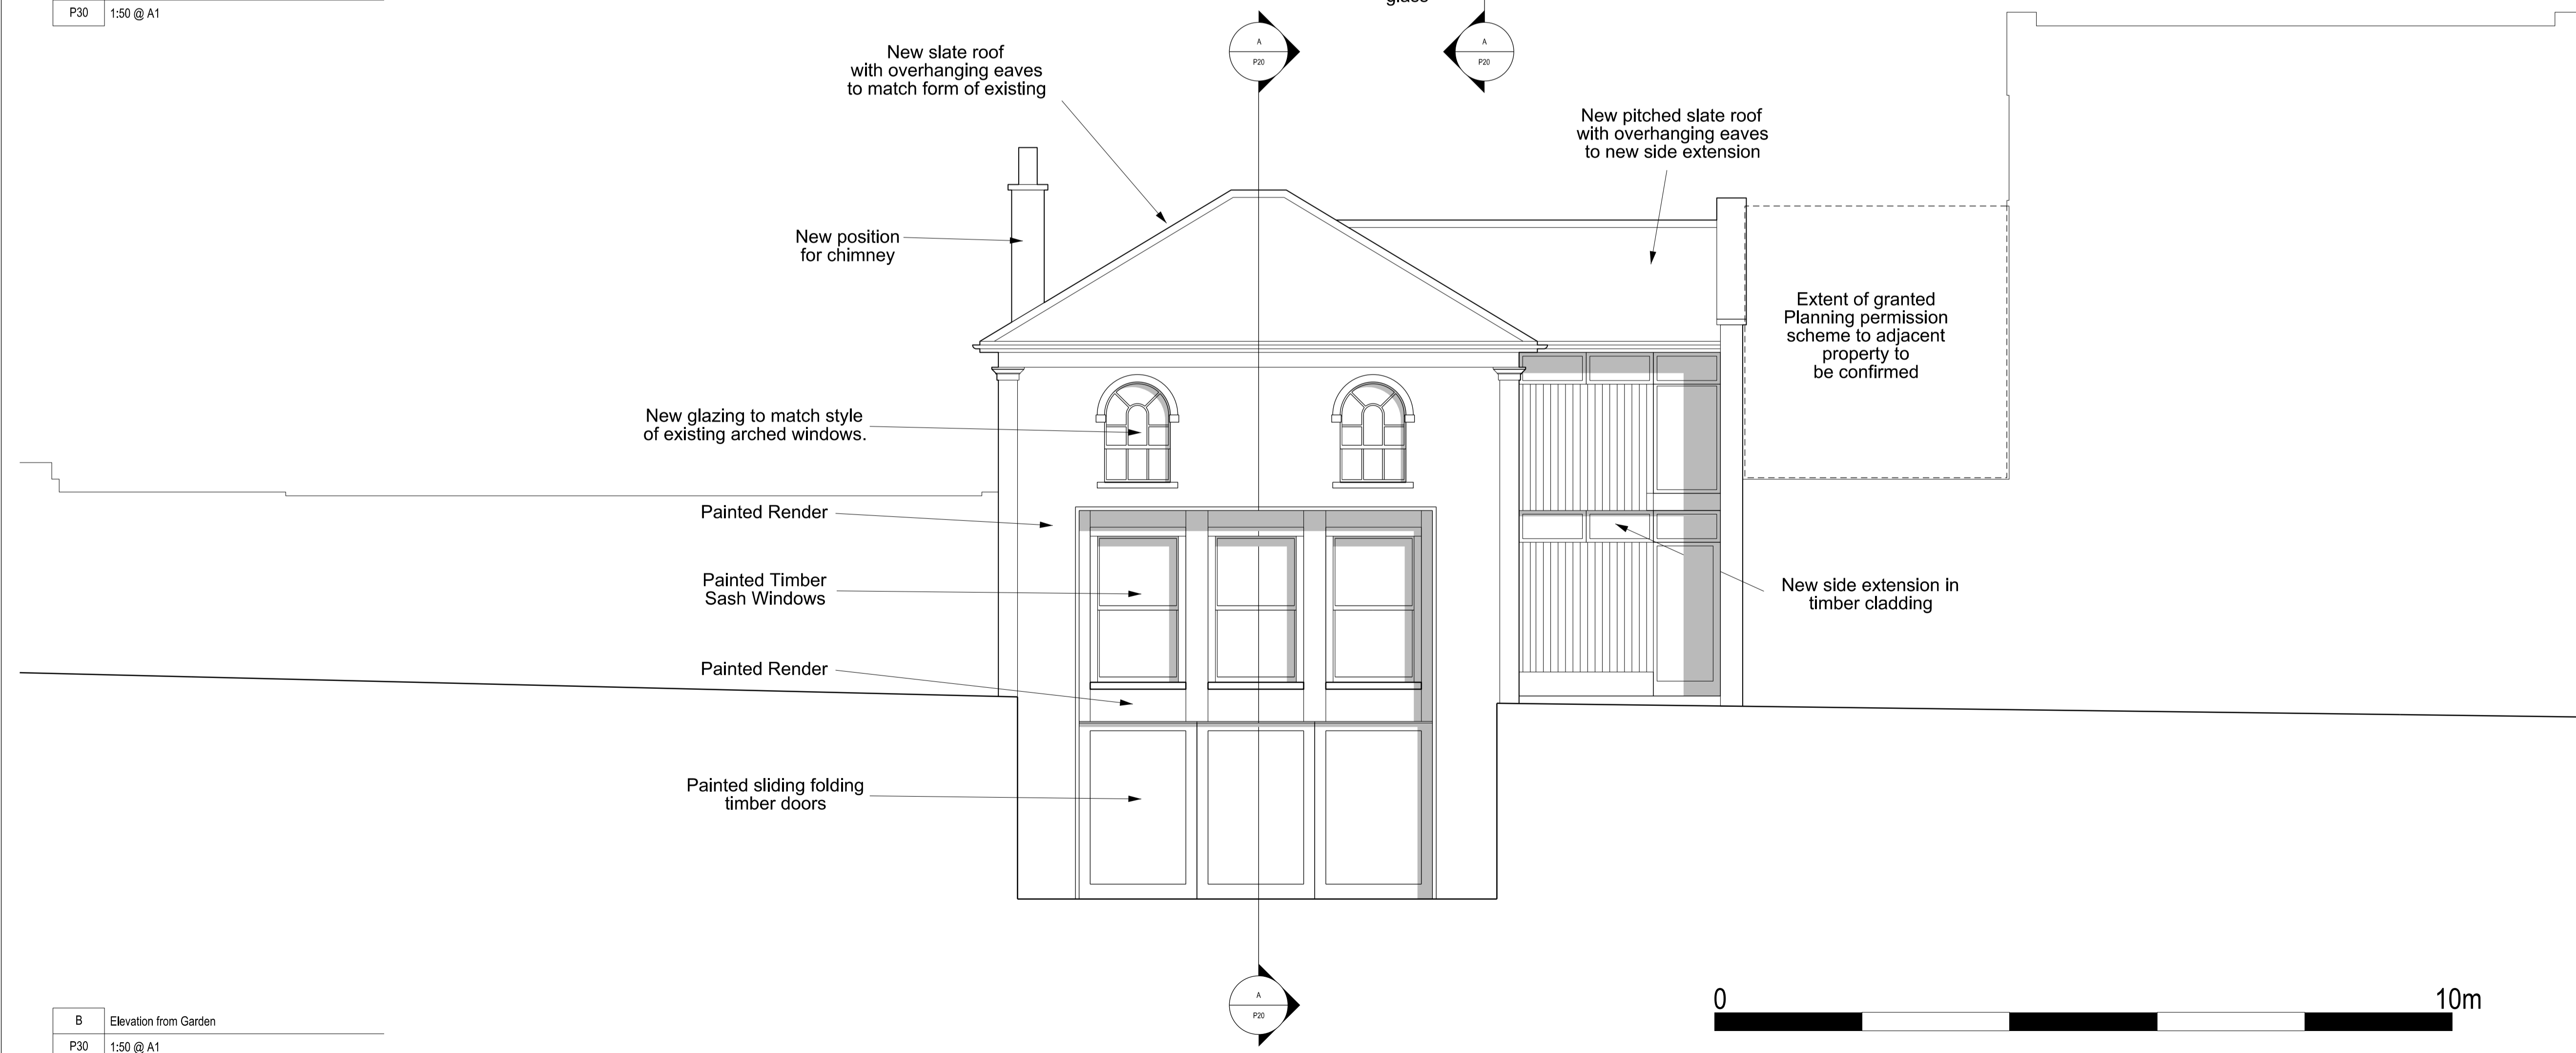 P30 1:50 @ A1
glass
A
P20
A
P20
New slate roof
with overhanging eaves
to match form of existing
New pitched slate roof
with overhanging eaves
to new side extension
New position
for chimney
Extent of granted
Planning permission
scheme to adjacent
property to
be confirmed
New glazing to match style
of existing arched windows.
Painted Render
Painted Timber
Sash Windows
New side extension in
timber cladding
Painted Render
Painted sliding folding
timber doors
A
P20
0 10m
B Elevation from Garden
P30 1:50 @ A1